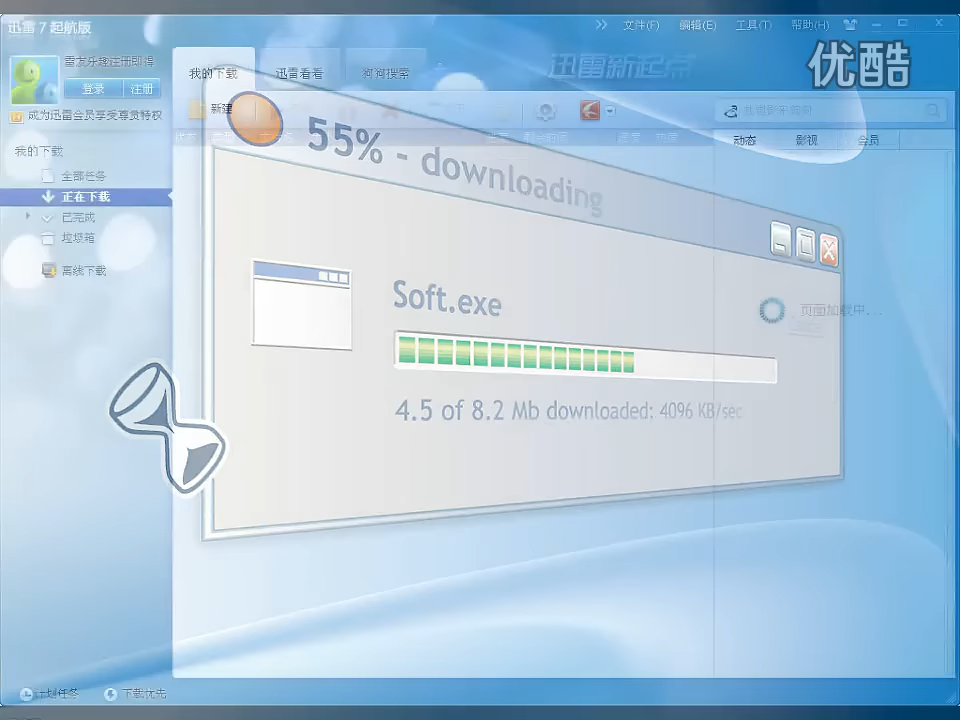 迅雷 7 起航版
文件(F) 编辑(E) 工具(T) 帮助(H)
优酷
雷友乐趣注册即得
登录 注册
成为迅雷会员享受尊贵特权
我的下载 迅雷看看 狗狗搜索
迅雷新起点
新建
动态 影视 会员
我的下载
全部任务
正在下载
已完成
垃圾箱
离线下载
55% - downloading
Soft.exe
页面加载中...
4.5 of 8.2 Mb downloaded: 4096 KB/sec
计划任务 下载优先